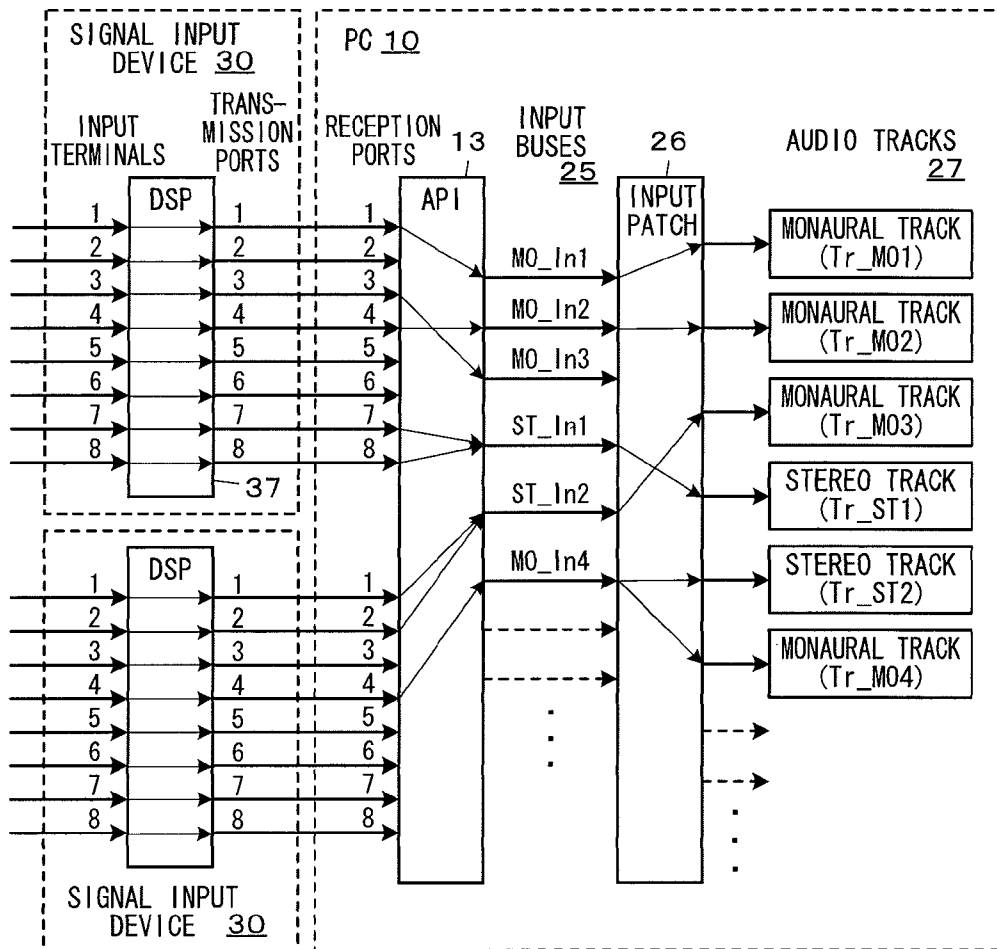 SIGNAL INPUT
DEVICE 30
PC 10
INPUT
TERMINALS
TRANS-
MISSION
PORTS
RECEPTION
PORTS
13
INPUT
BUSES
25
26
AUDIO TRACKS
27
DSP
API
INPUT
PATCH
1 1 1
2 2 2
3 3 3
4 4 4
5 5 5
6 6 6
7 7 7
8 8 8
37
MO_In1
MO_In2
MO_In3
ST_In1
ST_In2
MO_In4
MONAURAL TRACK
(Tr_MO1)
MONAURAL TRACK
(Tr_MO2)
MONAURAL TRACK
(Tr_MO3)
STEREO TRACK
(Tr_ST1)
STEREO TRACK
(Tr_ST2)
MONAURAL TRACK
(Tr_MO4)
DSP
1 1 1
2 2 2
3 3 3
4 4 4
5 5 5
6 6 6
7 7 7
8 8 8
SIGNAL INPUT
DEVICE 30